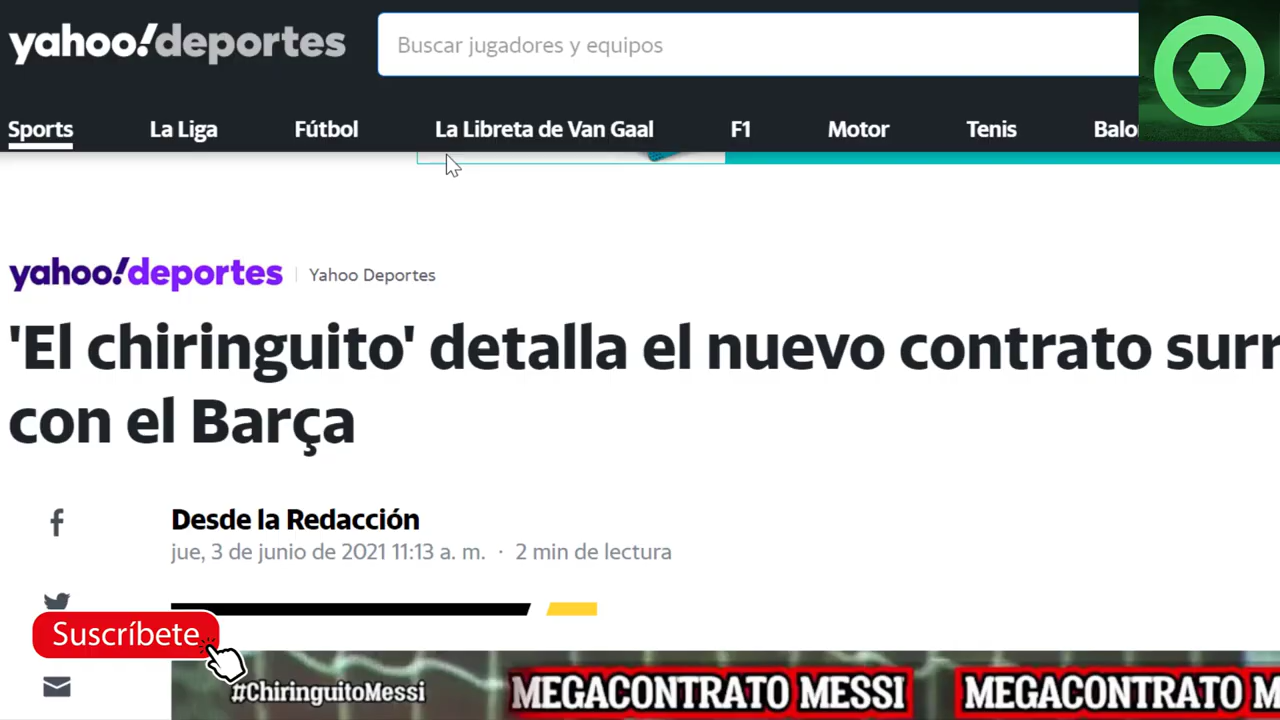 yahoo!deportes
Buscar jugadores y equipos
Sports La Liga Fútbol La Libreta de Van Gaal F1 Motor Tenis
yahoo!deportes Yahoo Deportes
'El chiringuito' detalla el nuevo contrato
con el Barça
Desde la Redacción
jue, 3 de junio de 2021 11:13 a. m. · 2 min de lectura
Suscríbete
#ChiringuitoMessi MEGACONTRATO MESSI MEGACONTRATO